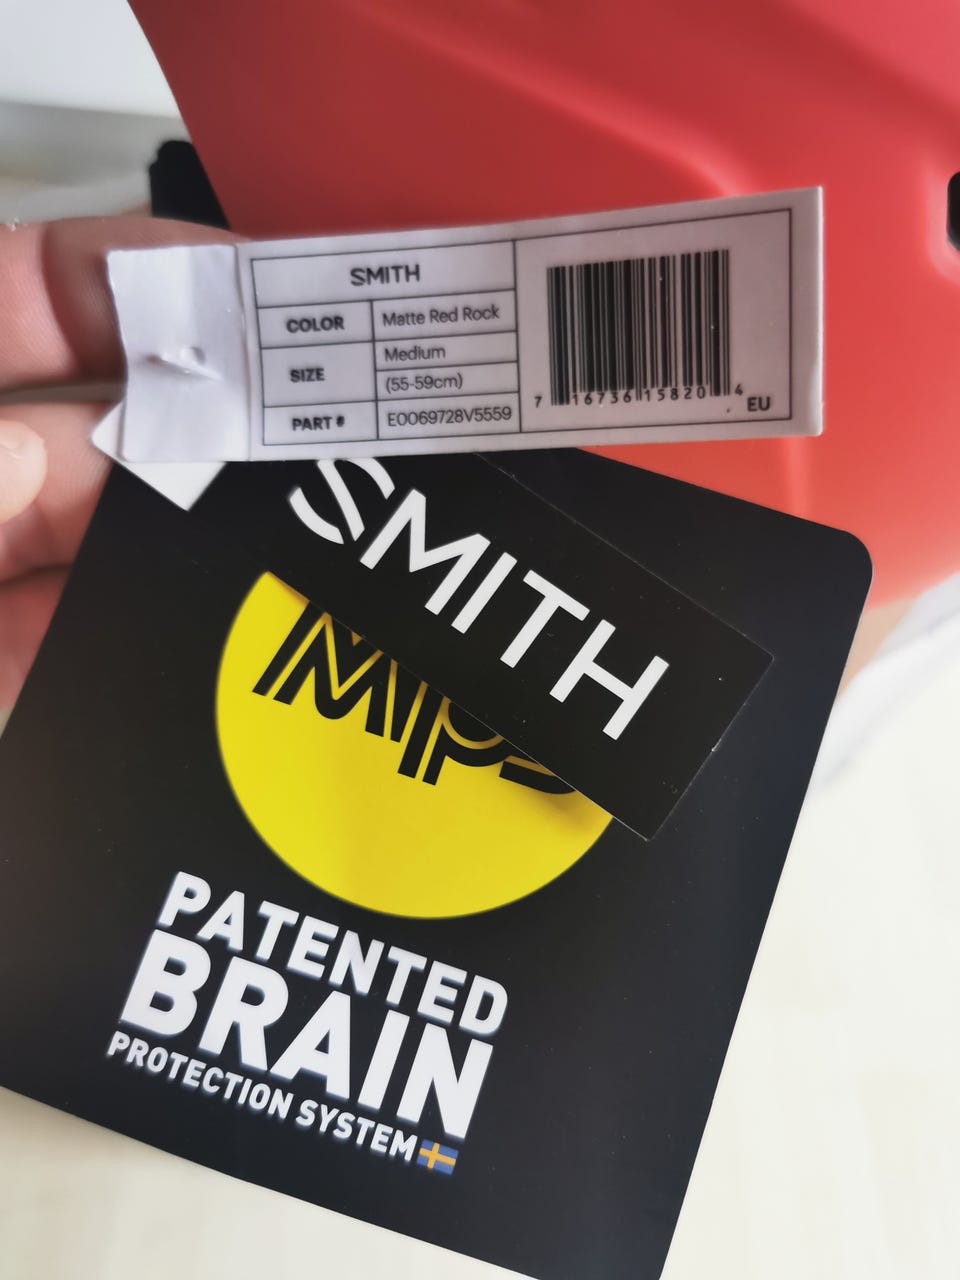 SMITH
COLOR Matte Red Rock
SIZE Medium
(55-59cm)
PART # E0069728V5559
7 16736 15820 4
EU
SMITH
Mips
PATENTED
BRAIN
PROTECTION SYSTEM